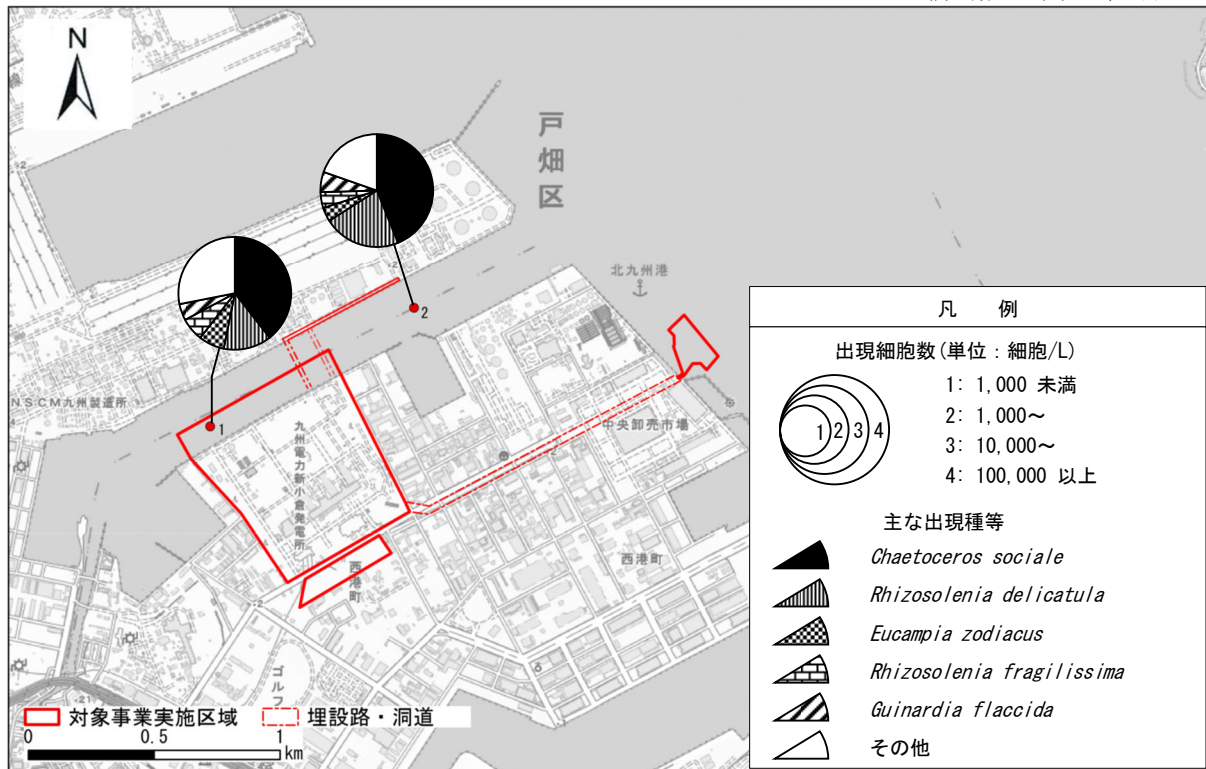 N
戸畑区
2
1
北九州港
NSCM九州製造所
中央卸売市場
九州電力新小倉発電所
西港町
西港町
ゴルフ
対象事業実施区域
埋設路・洞道
0 0.5 1
km
凡 例
出現細胞数(単位:細胞/L)
1 2 3 4
1: 1,000 未満
2: 1,000~
3: 10,000~
4: 100,000 以上
主な出現種等
Chaetoceros sociale
Rhizosolenia delicatula
Eucampia zodiacus
Rhizosolenia fragilissima
Guinardia flaccida
その他